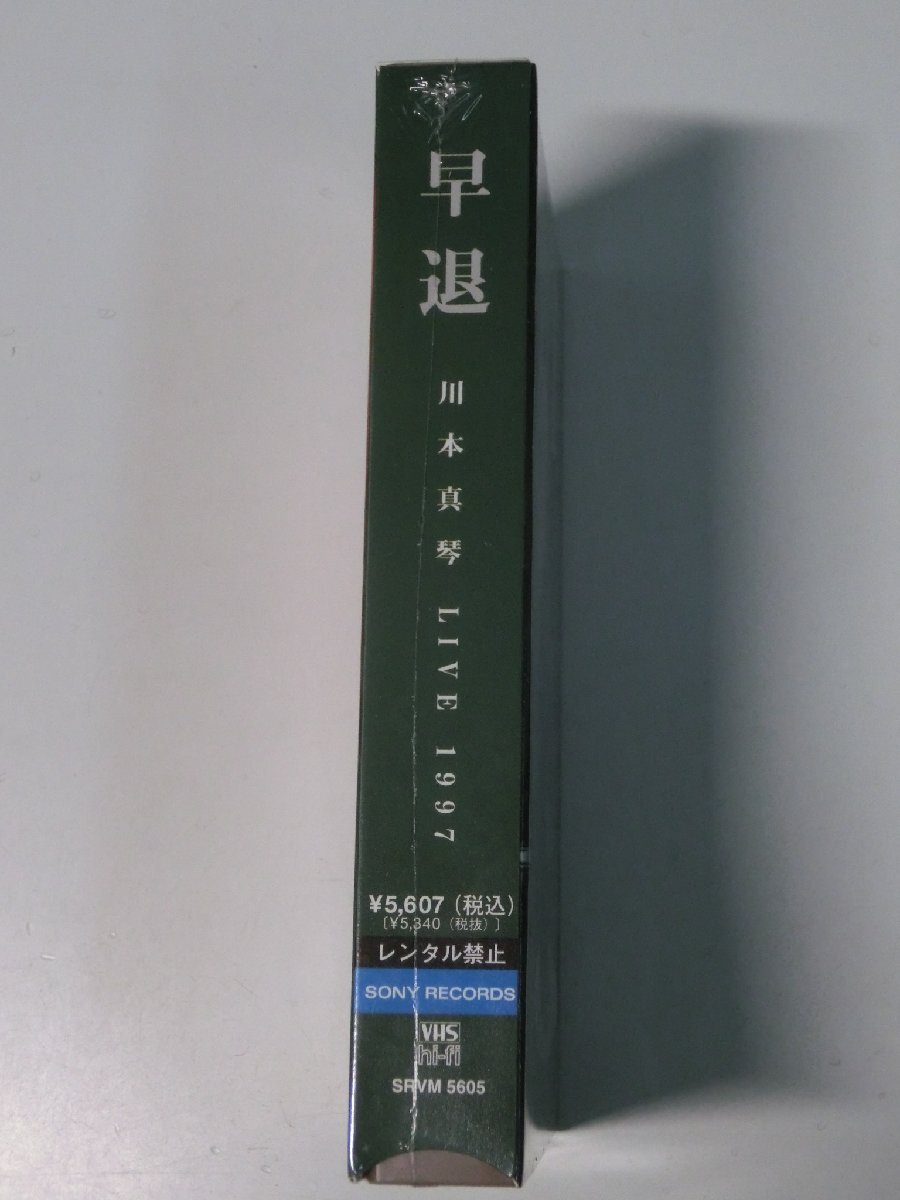 早退
川本真琴 LIVE 1997
¥5,607（税込）
［¥5,340（税抜）］
レンタル禁止
SONY RECORDS
VHS
hi-fi
SRVM 5605